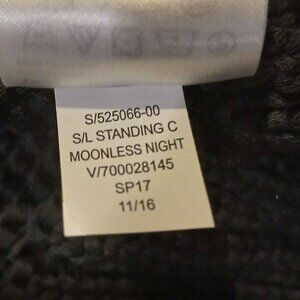 S/525066-00
S/L STANDING C
MOONLESS NIGHT
V/700028145
SP17
11/16